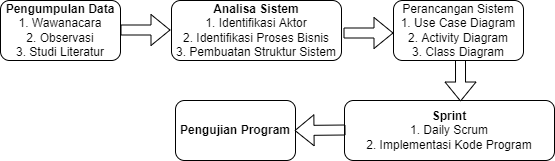 Pengumpulan Data
1. Wawanacara
2. Observasi
3. Studi Literatur
Analisa Sistem
1. Identifikasi Aktor
2. Identifikasi Proses Bisnis
3. Pembuatan Struktur Sistem
Perancangan Sistem
1. Use Case Diagram
2. Activity Diagram
3. Class Diagram
Sprint
1. Daily Scrum
2. Implementasi Kode Program
Pengujian Program